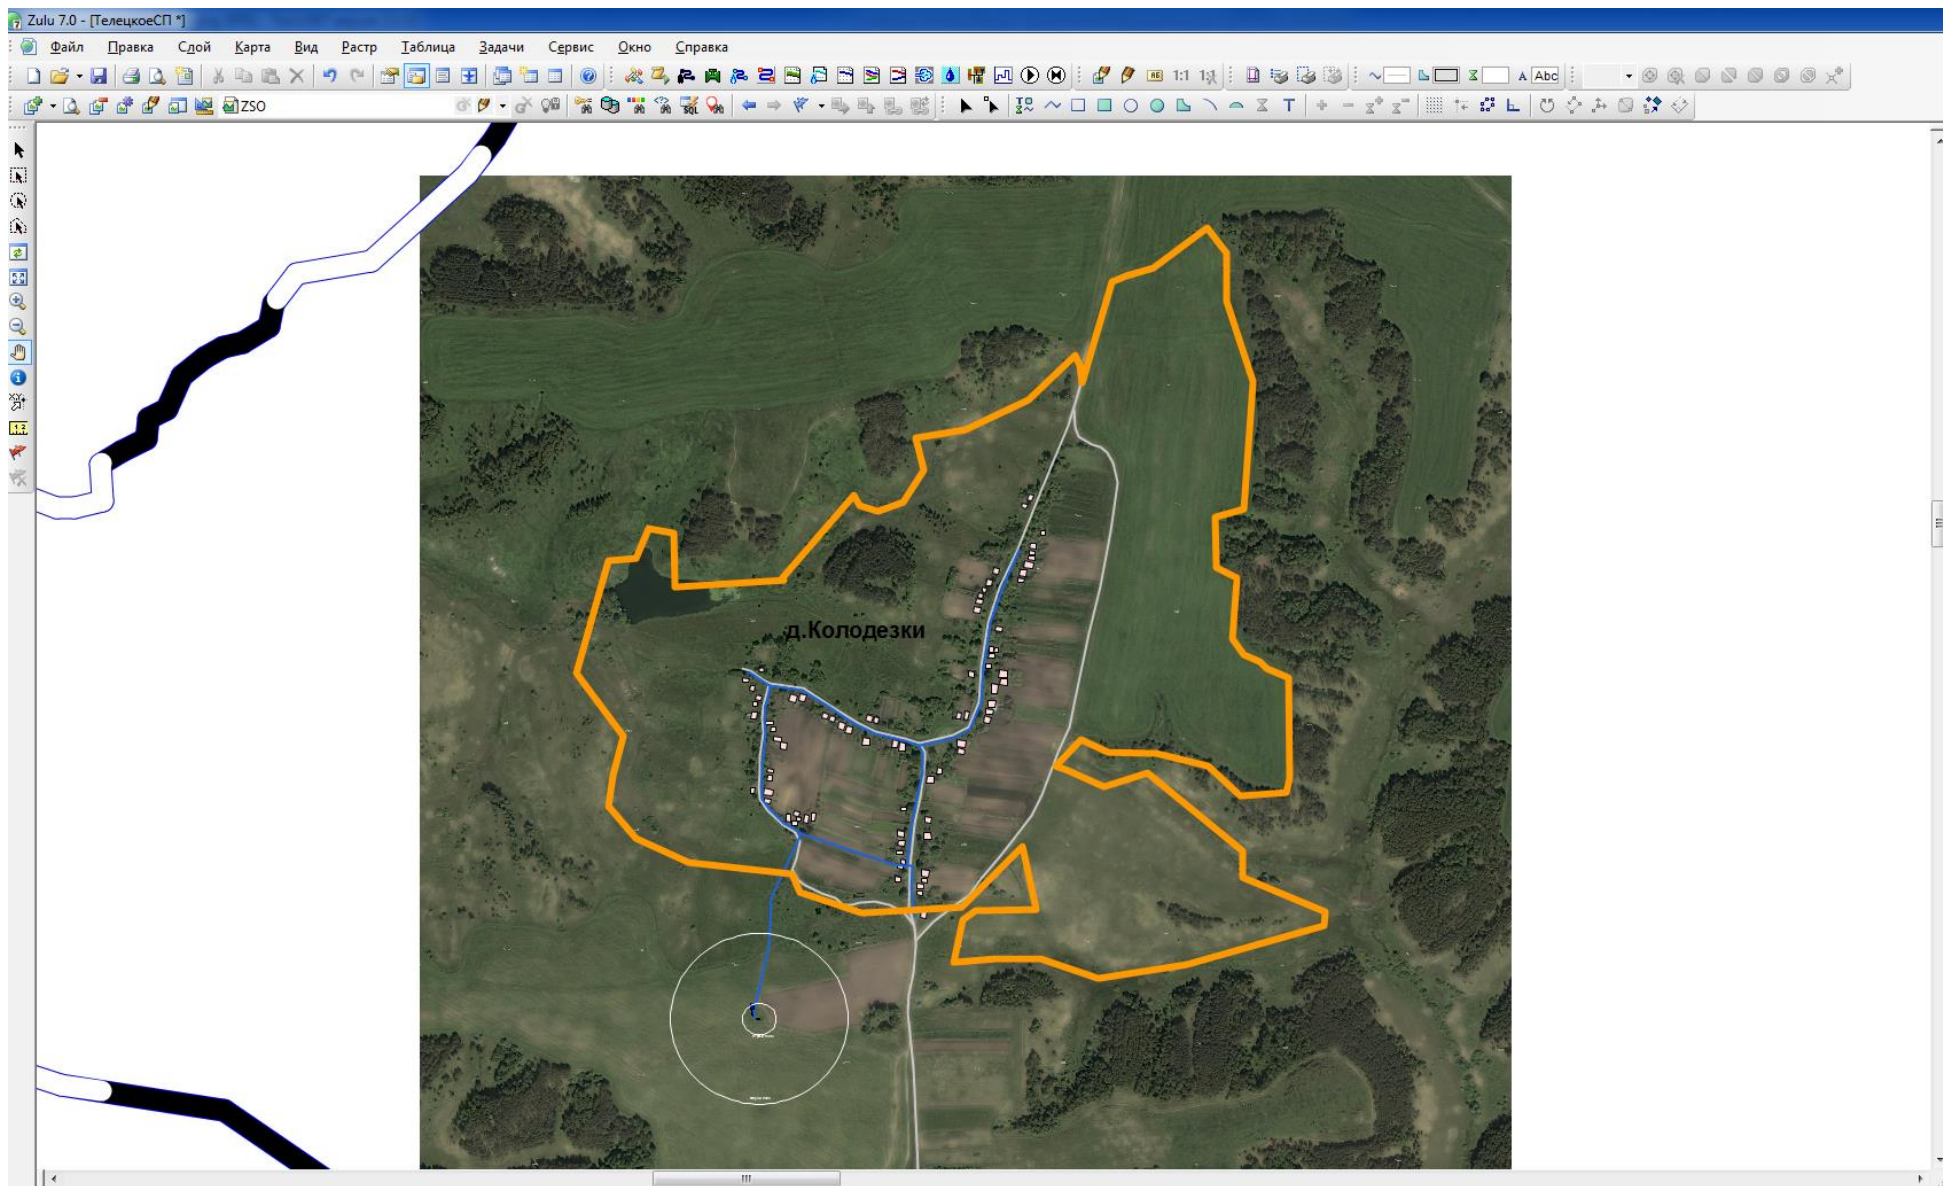 Zulu 7.0 - [ТелецкоеСП *]
Файл Правка Слой Карта Вид Растр Таблица Задачи Сервис Окно Справка
1:1 Abc
ZSO SQL
д.Колодезки